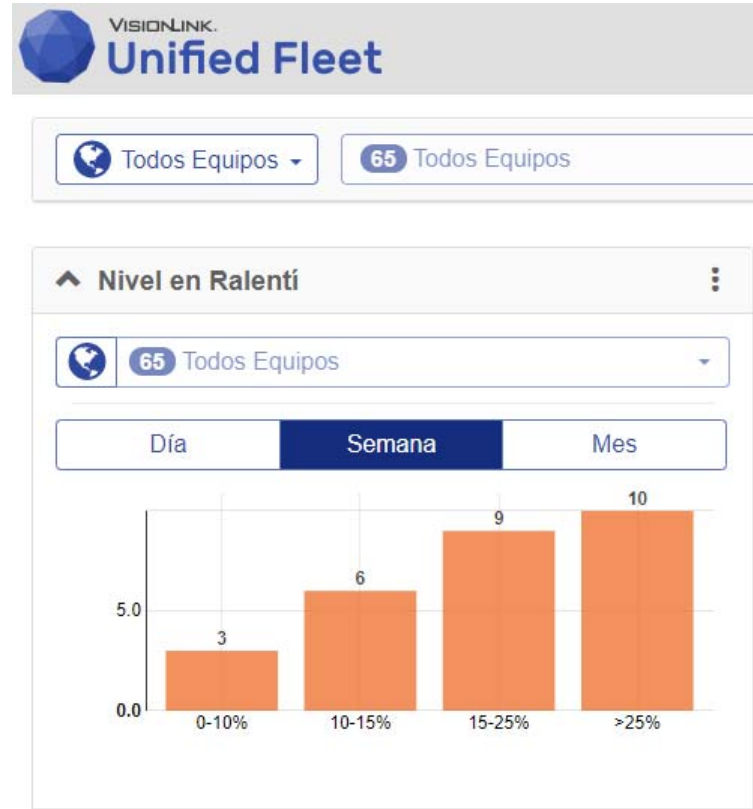 VISIONLINK.
Unified Fleet
Todos Equipos
65 Todos Equipos
Nivel en Ralentí
65 Todos Equipos
Día Semana Mes
10
9
6
5.0
3
0.0
0-10% 10-15% 15-25% >25%